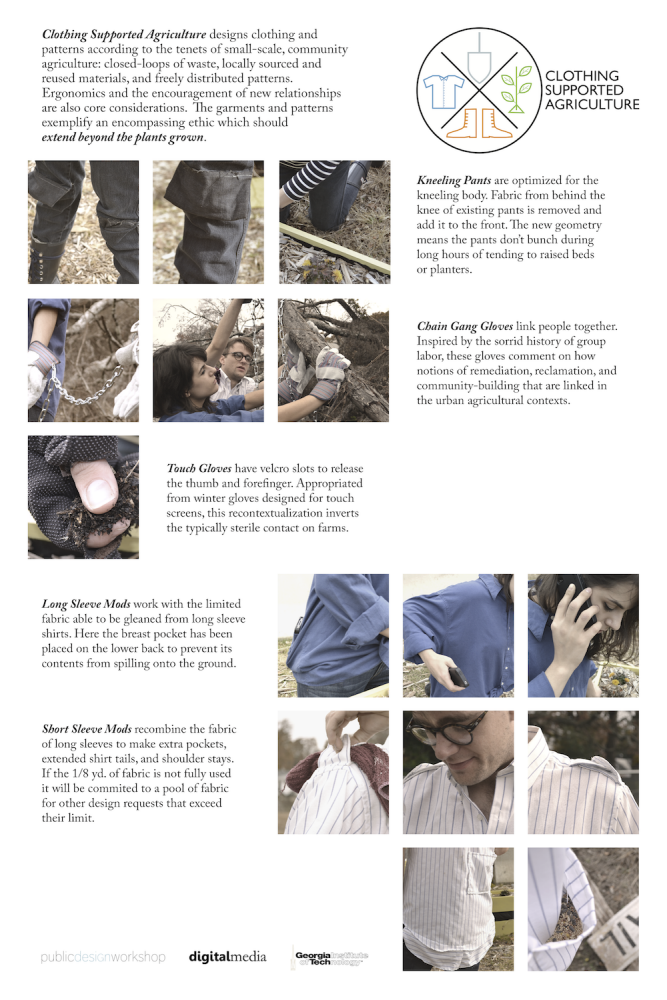 Clothing Supported Agriculture designs clothing and
patterns according to the tenets of small-scale, community
agriculture: closed-loops of waste, locally sourced and
reused materials, and freely distributed patterns.
Ergonomics and the encouragement of new relationships
are also core considerations. The garments and patterns
exemplify an encompassing ethic which should
extend beyond the plants grown.
CLOTHING
SUPPORTED
AGRICULTURE
Kneeling Pants are optimized for the
kneeling body. Fabric from behind the
knee of existing pants is removed and
add it to the front. The new geometry
means the pants don't bunch during
long hours of tending to raised beds
or planters.
Chain Gang Gloves link people together.
Inspired by the sorrid history of group
labor, these gloves comment on how
notions of remediation, reclamation, and
community-building that are linked in
the urban agricultural contexts.
Touch Gloves have velcro slots to release
the thumb and forefinger. Appropriated
from winter gloves designed for touch
screens, this recontextualization inverts
the typically sterile contact on farms.
Long Sleeve Mods work with the limited
fabric able to be gleaned from long sleeve
shirts. Here the breast pocket has been
placed on the lower back to prevent its
contents from spilling onto the ground.
Short Sleeve Mods recombine the fabric
of long sleeves to make extra pockets,
extended shirt tails, and shoulder stays.
If the 1/8 yd. of fabric is not fully used
it will be commited to a pool of fabric
for other design requests that exceed
their limit.
publicdesignworkshop
digitalmedia
Georgia Institute
of Technology